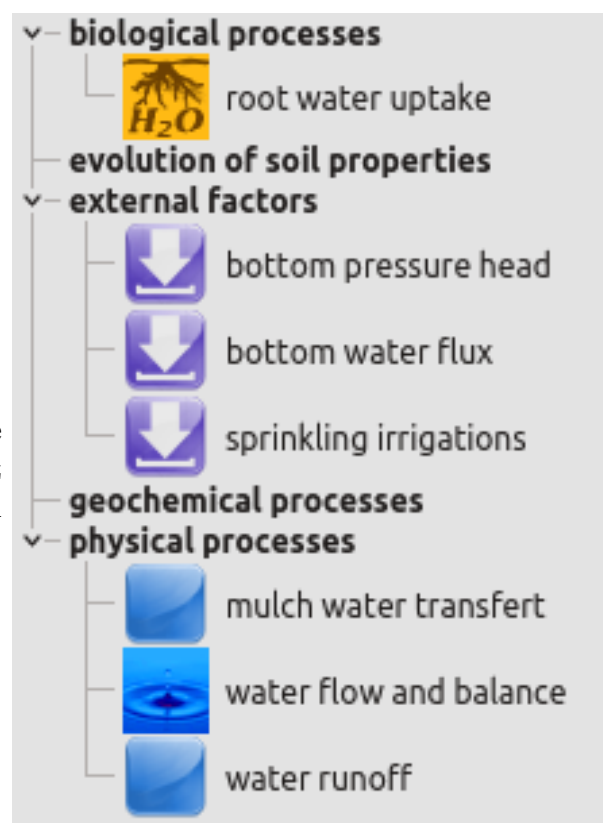 biological processes
H₂O
root water uptake
evolution of soil properties
external factors
bottom pressure head
bottom water flux
sprinkling irrigations
geochemical processes
physical processes
mulch water transfert
water flow and balance
water runoff